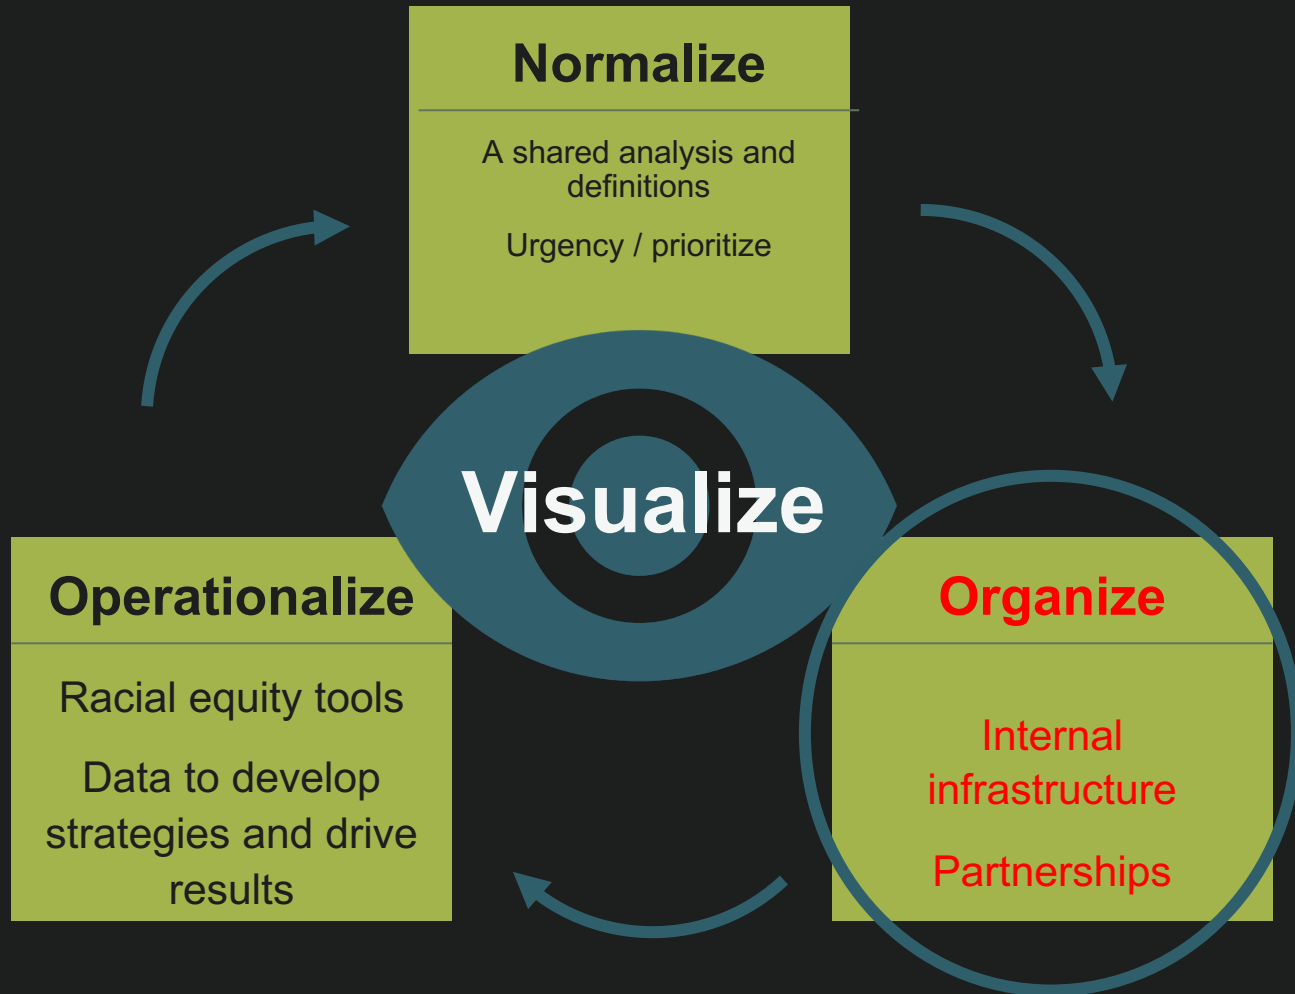 Normalize
A shared analysis and
definitions
Urgency / prioritize
Visualize
Operationalize
Racial equity tools
Data to develop
strategies and drive
results
Organize
Internal
infrastructure
Partnerships